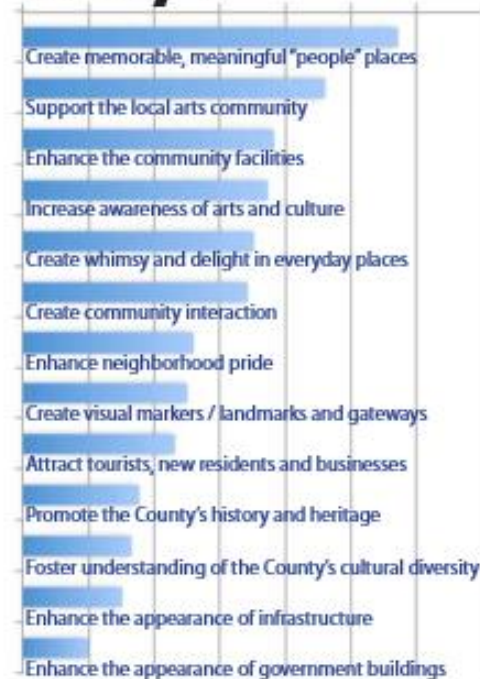 Create memorable, meaningful "people" places
Support the local arts community
Enhance the community facilities
Increase awareness of arts and culture
Create whimsy and delight in everyday places
Create community interaction
Enhance neighborhood pride
Create visual markers / landmarks and gateways
Attract tourists, new residents and businesses
Promote the County's history and heritage
Foster understanding of the County's cultural diversity
Enhance the appearance of infrastructure
Enhance the appearance of government buildings